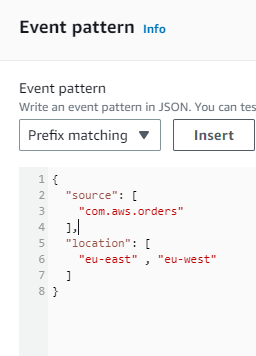 Event pattern Info
Event pattern
Write an event pattern in JSON. You can tes
Prefix matching ▼ Insert
1 {
2 "source": [
3 "com.aws.orders"
4 ],
5 "location": [
6 "eu-east" , "eu-west"
7 ]
8 }